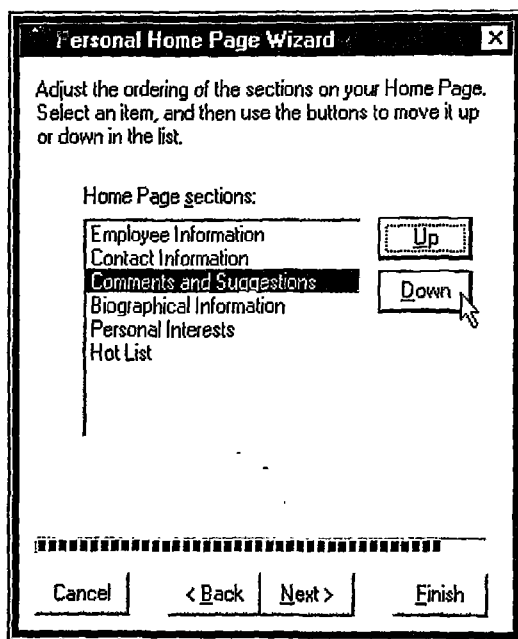 Personal Home Page Wizard
Adjust the ordering of the sections on your Home Page.
Select an item, and then use the buttons to move it up
or down in the list.
Home Page sections:
Employee Information
Contact Information
Comments and Suggestions
Biographical Information
Personal Interests
Hot List
Up
Down
Cancel
< Back
Next >
Finish